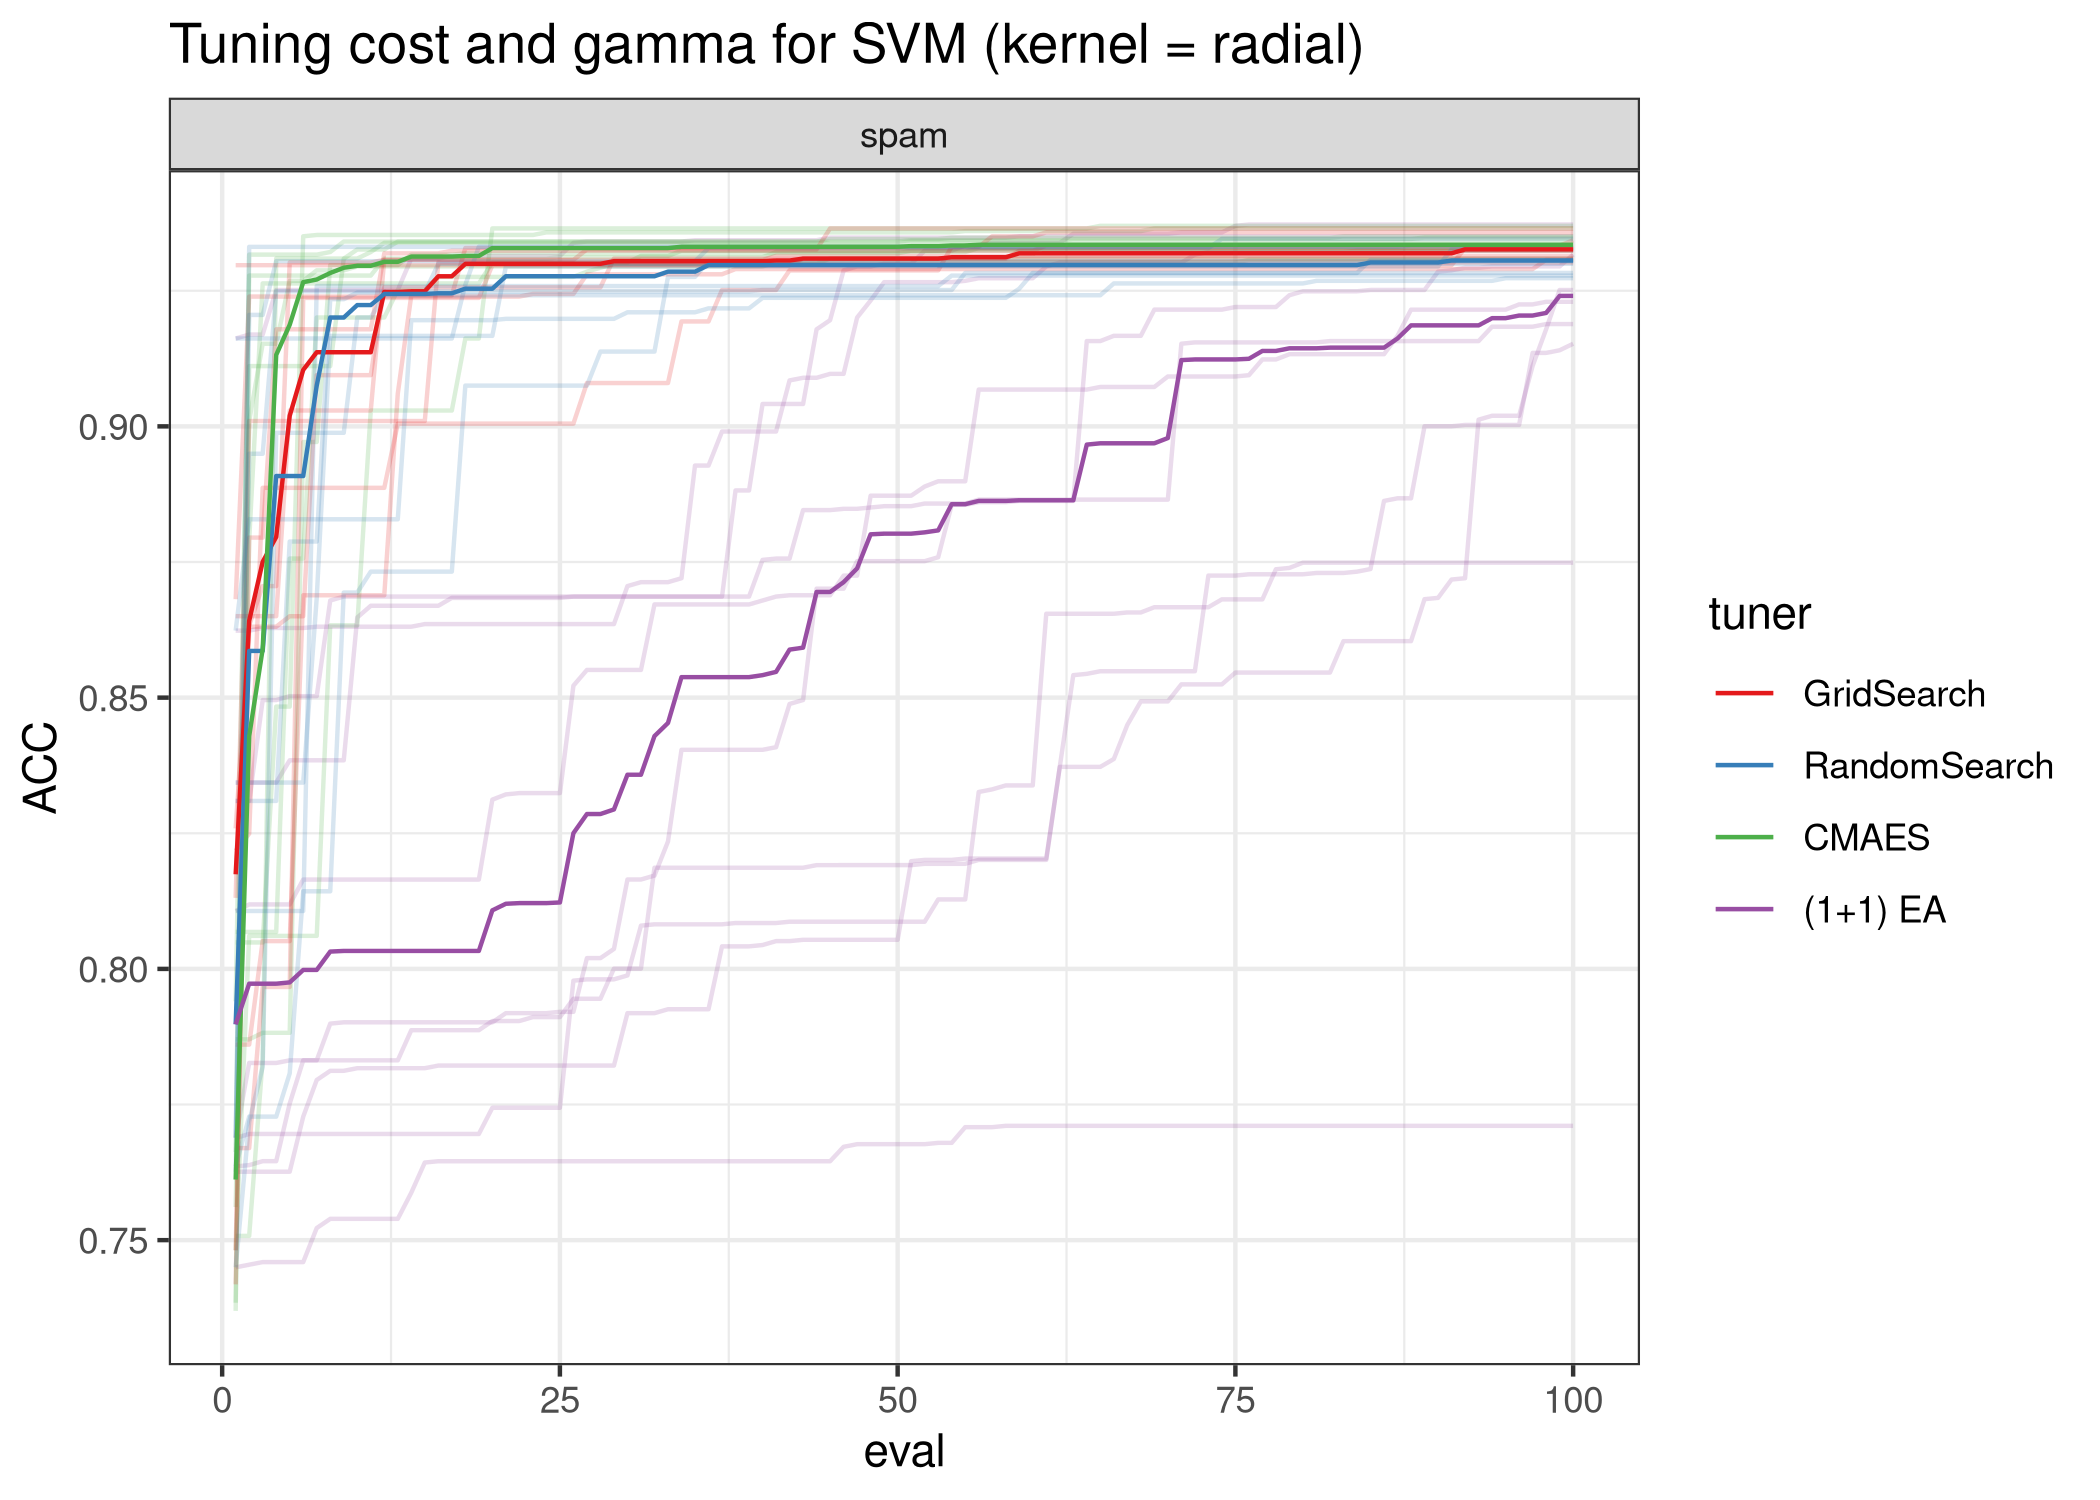 Tuning cost and gamma for SVM (kernel = radial)
spam
ACC
0.90
0.85
0.80
0.75
0
25
50
75
100
eval
tuner
GridSearch
RandomSearch
CMAES
(1+1) EA